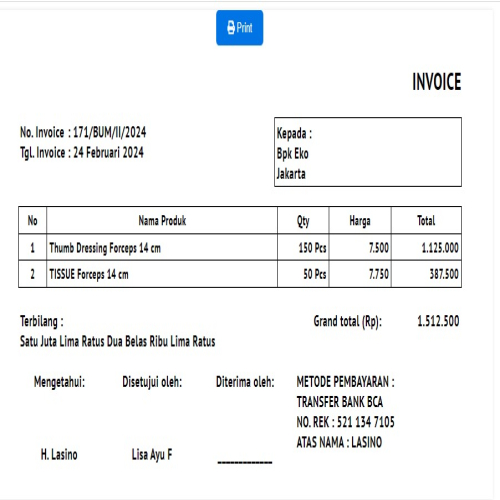 Print
INVOICE
No. Invoice : 171/BUM/II/2024
Tgl. Invoice : 24 Februari 2024
Kepada :
Bpk Eko
Jakarta
No Nama Produk Qty Harga Total
1 Thumb Dressing Forceps 14 cm 150 Pcs 7.500 1.125.000
2 TISSUE Forceps 14 cm 50 Pcs 7.750 387.500
Terbilang : Grand total (Rp): 1.512.500
Satu Juta Lima Ratus Dua Belas Ribu Lima Ratus
Mengetahui: Disetujui oleh: Diterima oleh: METODE PEMBAYARAN :
TRANSFER BANK BCA
NO. REK : 521 134 7105
ATAS NAMA : LASINO
H. Lasino Lisa Ayu F